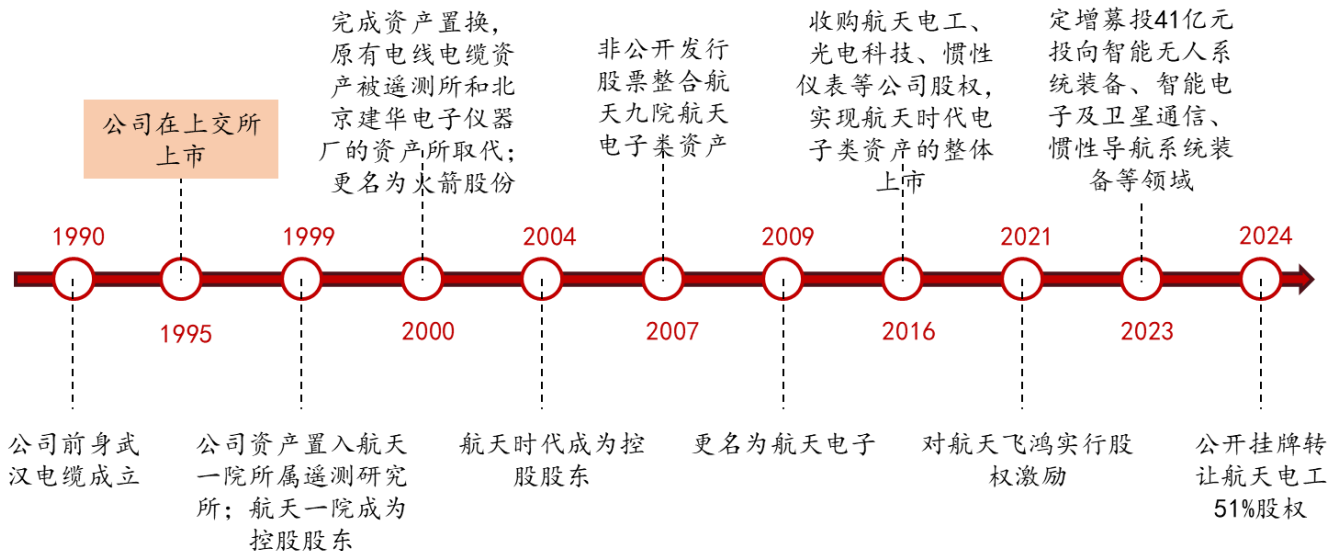 公司在上交所
上市
完成资产置换，
原有电线电缆资
产被遥测所和北
京建华电子仪器
厂的资产所取代；
更名为火箭股份
非公开发行
股票整合航
天九院航天
电子类资产
收购航天电工、
光电科技、惯性
仪表等公司股权，
实现航天时代电
子类资产的整体
上市
定增募投41亿元
投向智能无人系
统装备、智能电
子及卫星通信、
惯性导航系统装
备等领域
1990
1999
2004
2009
2021
2024
1995
2000
2007
2016
2023
公司前身武
汉电缆成立
公司资产置入航天
一院所属遥测研究
所；航天一院成为
控股股东
航天时代成为控
股股东
更名为航天电子
对航天飞鸿实行股
权激励
公开挂牌转
让航天电工
51%股权